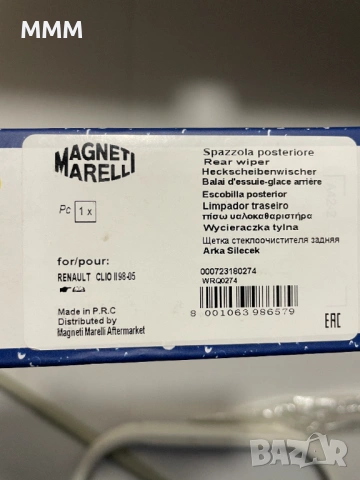 MMM
MAGNETI
MARELLI
Pc 1 x
for/pour:
RENAULT CLIO II 98-05
Made in P.R.C
Distributed by
Magneti Marelli Aftermarket
Spazzola posteriore
Rear wiper
Heckscheibenwischer
Balai d'essuie-glace arrière
Escobilla posterior
Limpador traseiro
πίσω υαλοκαθαριστήρα
Wycieraczka tylna
Щетка стеклоочистителя задняя
Arka Silecek
000723180274
WRQ0274
8 001063 986579
EAC
BAZAR